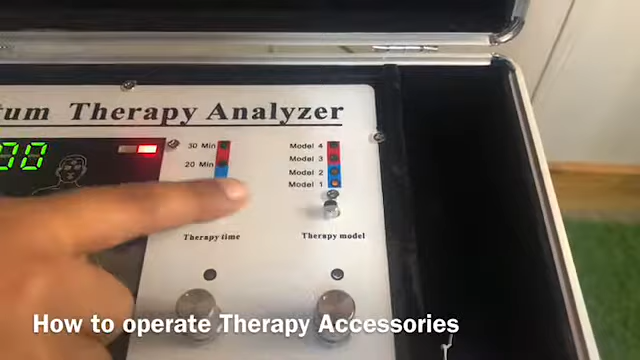 tum Therapy Analyzer
00
30 Min
20 Min
Model 4
Model 3
Model 2
Model 1
Therapy time
Therapy model
How to operate Therapy Accessories